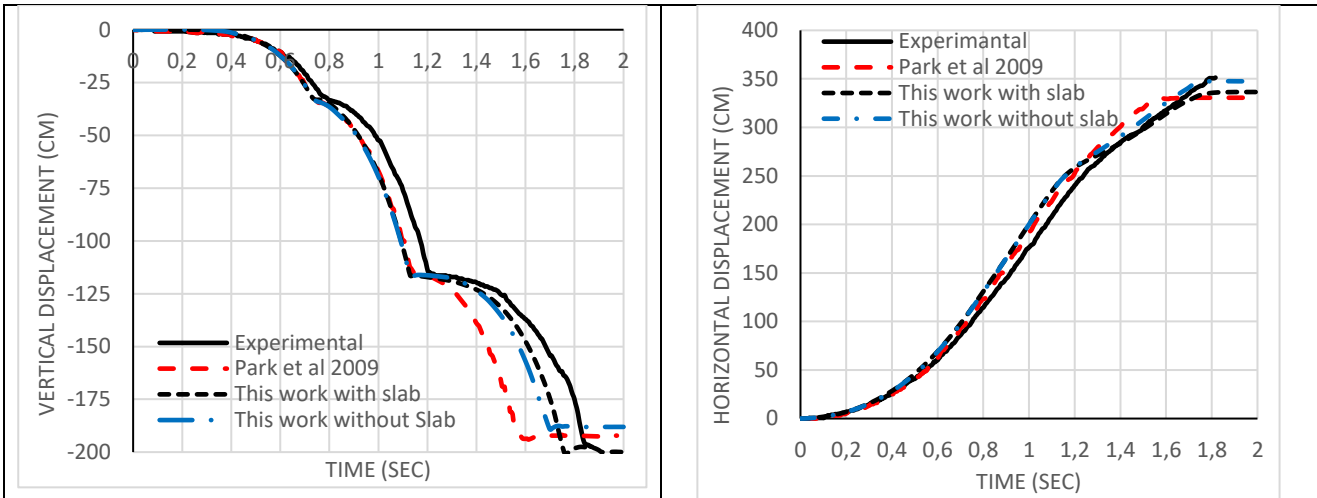 0
0 0,2 0,4 0,6 0,8 1 1,2 1,4 1,6 1,8 2
-25
-50
-75
-100
-125
-150
-175
-200
VERTICAL DISPLACEMENT (CM)
TIME (SEC)
Experimental
Park et al 2009
This work with slab
This work without Slab
400
350
300
250
200
150
100
50
0
0 0,2 0,4 0,6 0,8 1 1,2 1,4 1,6 1,8 2
HORIZONTAL DISPLACEMENT (CM)
TIME (SEC)
Experimantal
Park et al 2009
This work with slab
This work without slab